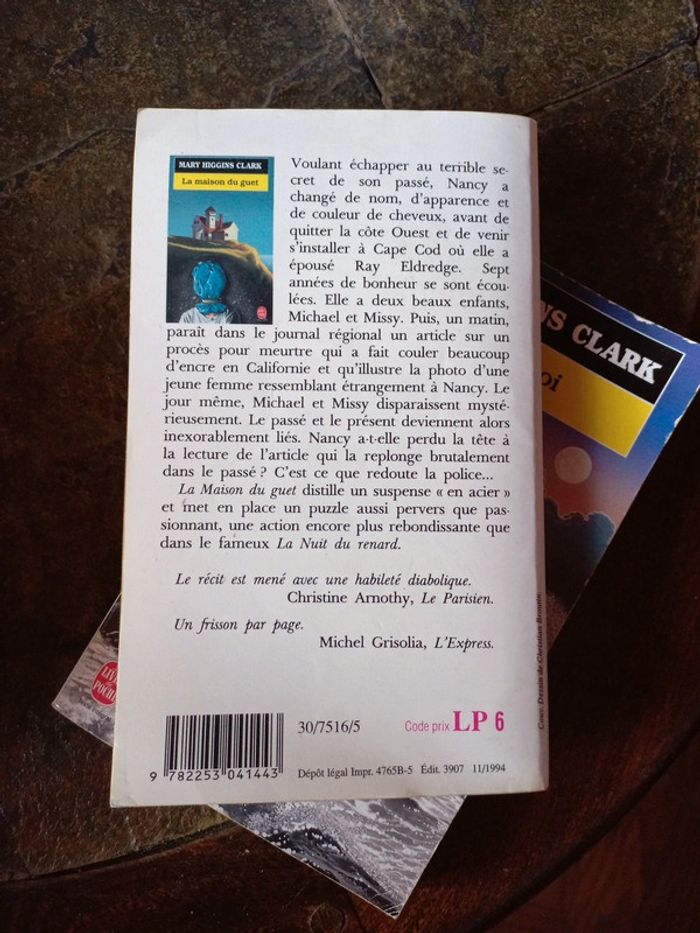 MARY HIGGINS CLARK
La maison du guet
Voulant échapper au terrible se-
cret de son passé, Nancy a
changé de nom, d'apparence et
de couleur de cheveux, avant de
quitter la côte Ouest et de venir
s'installer à Cape Cod où elle a
épousé Ray Eldredge. Sept
années de bonheur se sont écou-
lées. Elle a deux beaux enfants,
Michael et Missy. Puis, un matin,
paraît dans le journal régional un article sur un
procès pour meurtre qui a fait couler beaucoup
d'encre en Californie et qu'illustre la photo d'une
jeune femme ressemblant étrangement à Nancy. Le
jour même, Michael et Missy disparaissent mysté-
rieusement. Le passé et le présent deviennent alors
inexorablement liés. Nancy a-t-elle perdu la tête à
la lecture de l'article qui la replonge brutalement
dans le passé ? C'est ce que redoute la police...
La Maison du guet distille un suspense « en acier »
et met en place un puzzle aussi pervers que pas-
sionnant, une action encore plus rebondissante que
dans le fameux La Nuit du renard.
Le récit est mené avec une habileté diabolique.
Christine Arnothy, Le Parisien.
Un frisson par page.
Michel Grisolia, L'Express.
30/7516/5
Code prix LP 6
9 782253 041443
Dépôt légal Impr. 4765B-5 Édit. 3907 11/1994
Couv. Dessin de Christian Broutin.
NS CLARK
oi